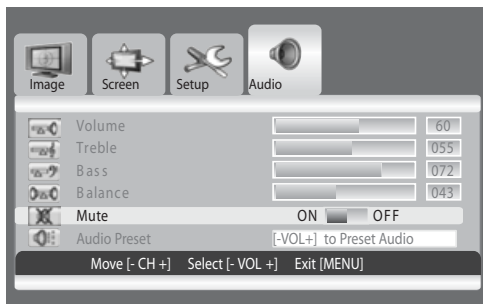 Image Screen Setup Audio
Volume 60
Treble 055
Bass 072
Balance 043
Mute ON OFF
Audio Preset [-VOL+] to Preset Audio
Move [- CH +] Select [- VOL +] Exit [MENU]